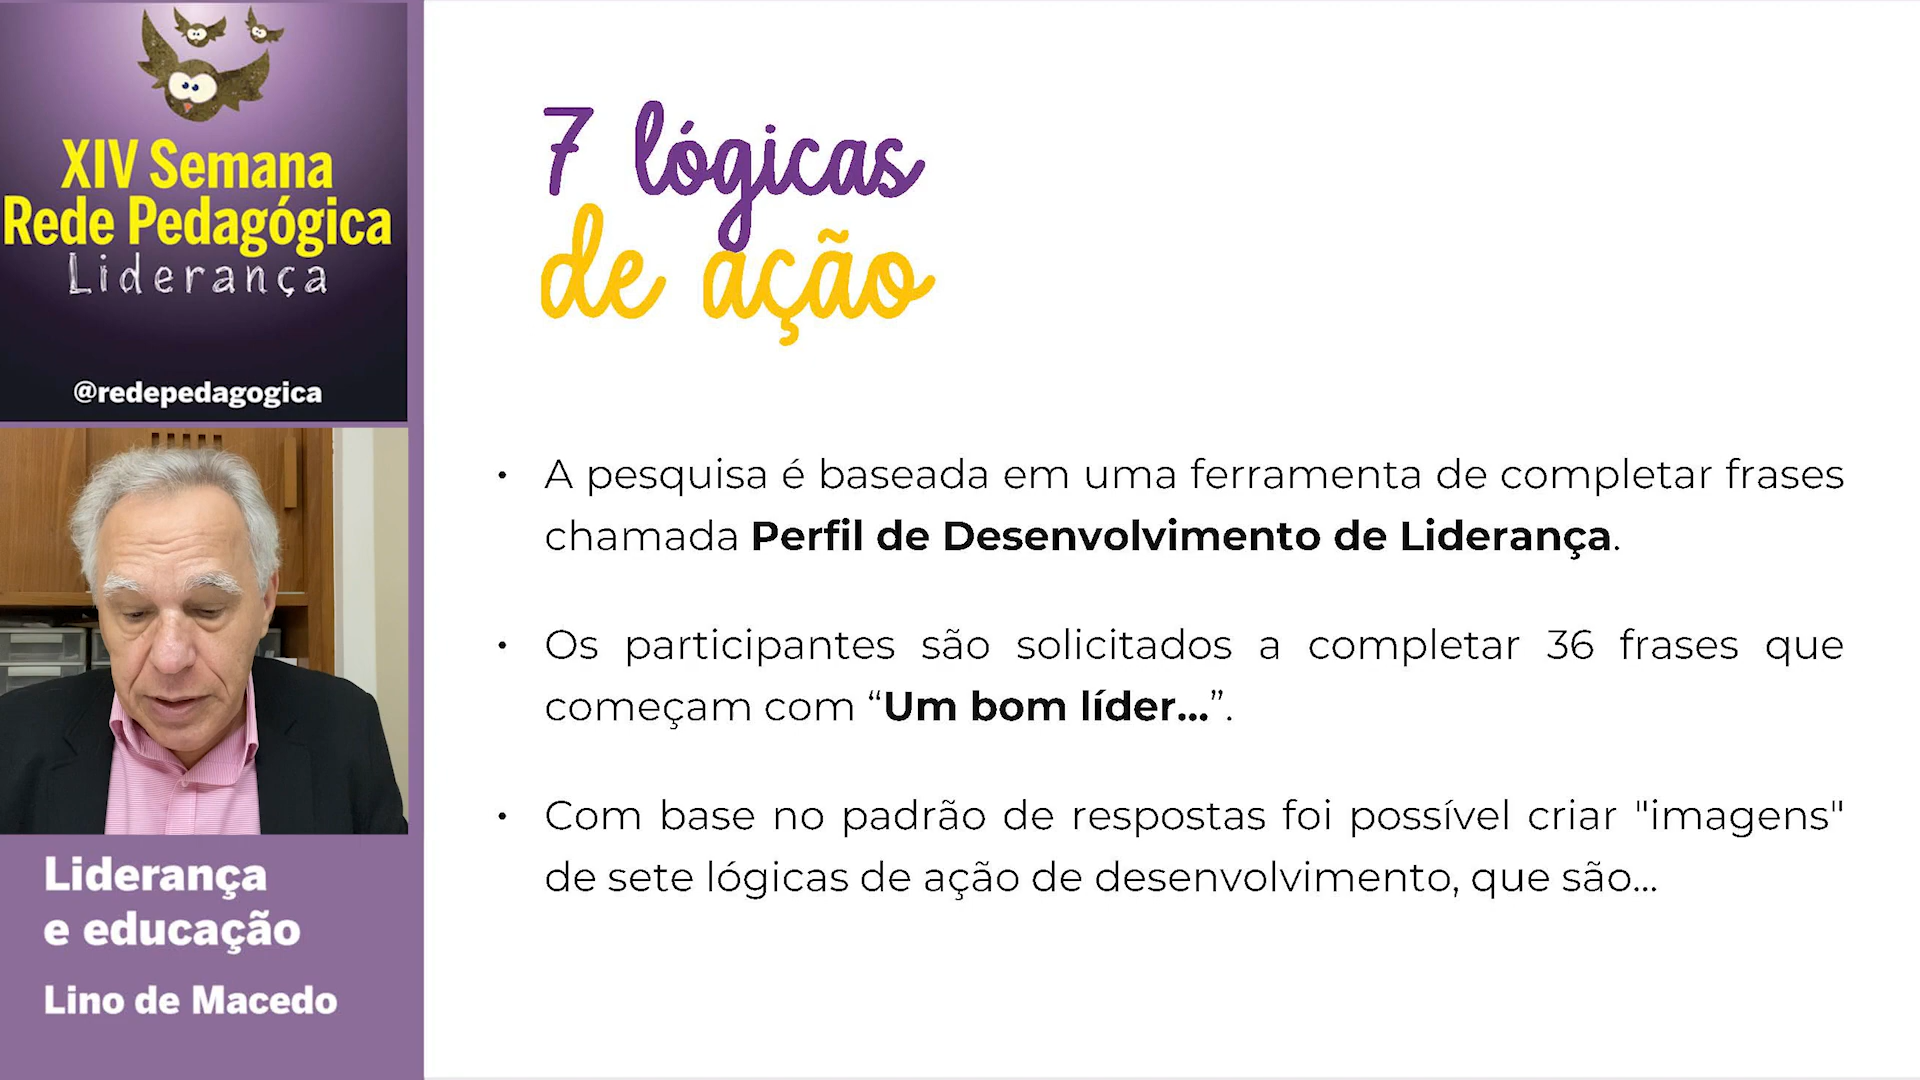 XIV Semana
Rede Pedagógica
Liderança
@redepedagogica
Liderança
e educação
Lino de Macedo
7 lógicas
de ação
• A pesquisa é baseada em uma ferramenta de completar frases
chamada Perfil de Desenvolvimento de Liderança.
• Os participantes são solicitados a completar 36 frases que
começam com “Um bom líder...”.
• Com base no padrão de respostas foi possível criar "imagens"
de sete lógicas de ação de desenvolvimento, que são...